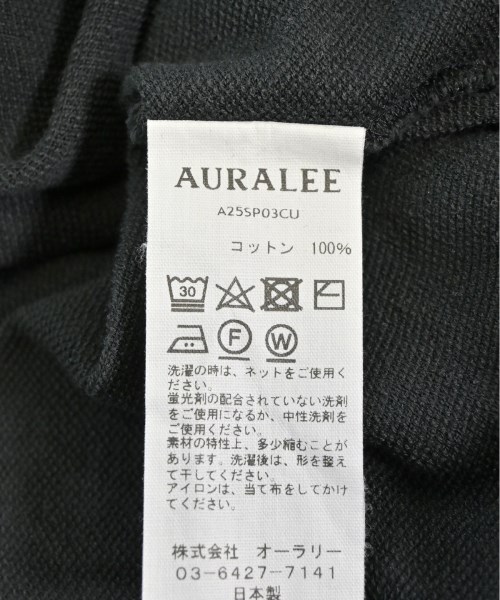 AURALEE
A25SP03CU
コットン 100%
30
F W
洗濯の時は、ネットをご使用く
ださい。
蛍光剤の配合されていない洗剤
をご使用になるか、中性洗剤を
ご使用ください。
素材の特性上、多少縮むことが
あります。洗濯後は、形を整え
て干してください。
アイロンは、当て布をしてかけ
てください。
株式会社 オーラリー
03-6427-7141
日本製